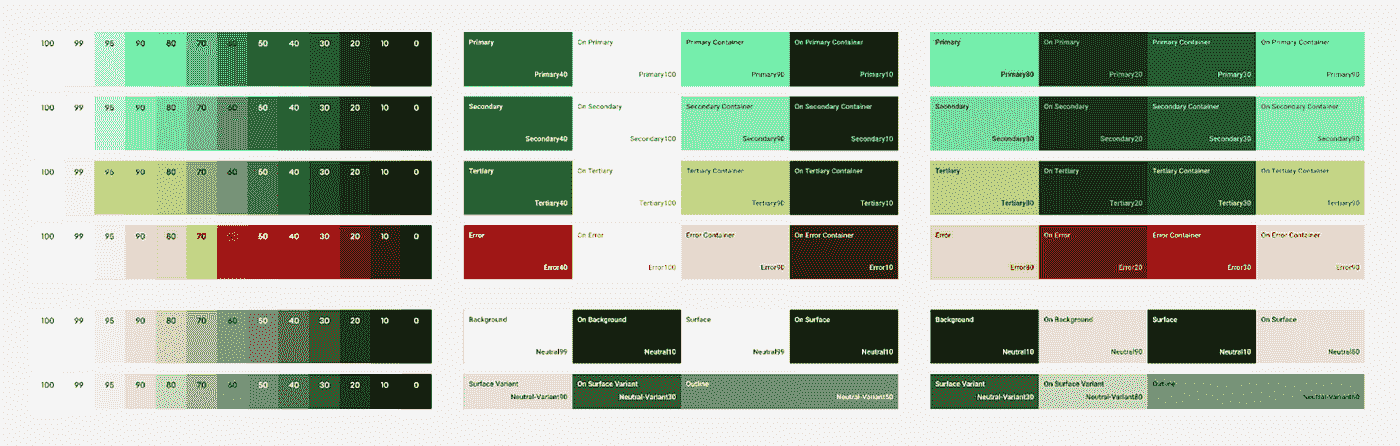 100 99 95 90 80 70 60 50 40 30 20 10 0
Primary On Primary Primary Container On Primary Container
Primary40 Primary100 Primary90 Primary10
Primary On Primary Primary Container On Primary Container
Primary80 Primary20 Primary30 Primary90
100 99 95 90 80 70 60 50 40 30 20 10 0
Secondary On Secondary Secondary Container On Secondary Container
Secondary40 Secondary100 Secondary90 Secondary10
Secondary On Secondary Secondary Container On Secondary Container
Secondary80 Secondary20 Secondary30 Secondary90
100 99 95 90 80 70 60 50 40 30 20 10 0
Tertiary On Tertiary Tertiary Container On Tertiary Container
Tertiary40 Tertiary100 Tertiary90 Tertiary10
Tertiary On Tertiary Tertiary Container On Tertiary Container
Tertiary80 Tertiary20 Tertiary30 Tertiary90
100 99 95 90 80 70 50 40 30 20 10 0
Error On Error Error Container On Error Container
Error40 Error100 Error90 Error10
Error On Error Error Container On Error Container
Error80 Error20 Error30 Error90
100 99 95 90 80 70 60 50 40 30 20 10 0
Background On Background Surface On Surface
Neutral99 Neutral10 Neutral99 Neutral10
Background On Background Surface On Surface
Neutral10 Neutral90 Neutral10
100 99 95 90 80 70 60 50 40 30 20 10 0
Surface Variant On Surface Variant Outline
Neutral-Variant90 Neutral-Variant30 Neutral-Variant50
Surface Variant On Surface Variant Outline
Neutral-Variant30 Neutral-Variant80